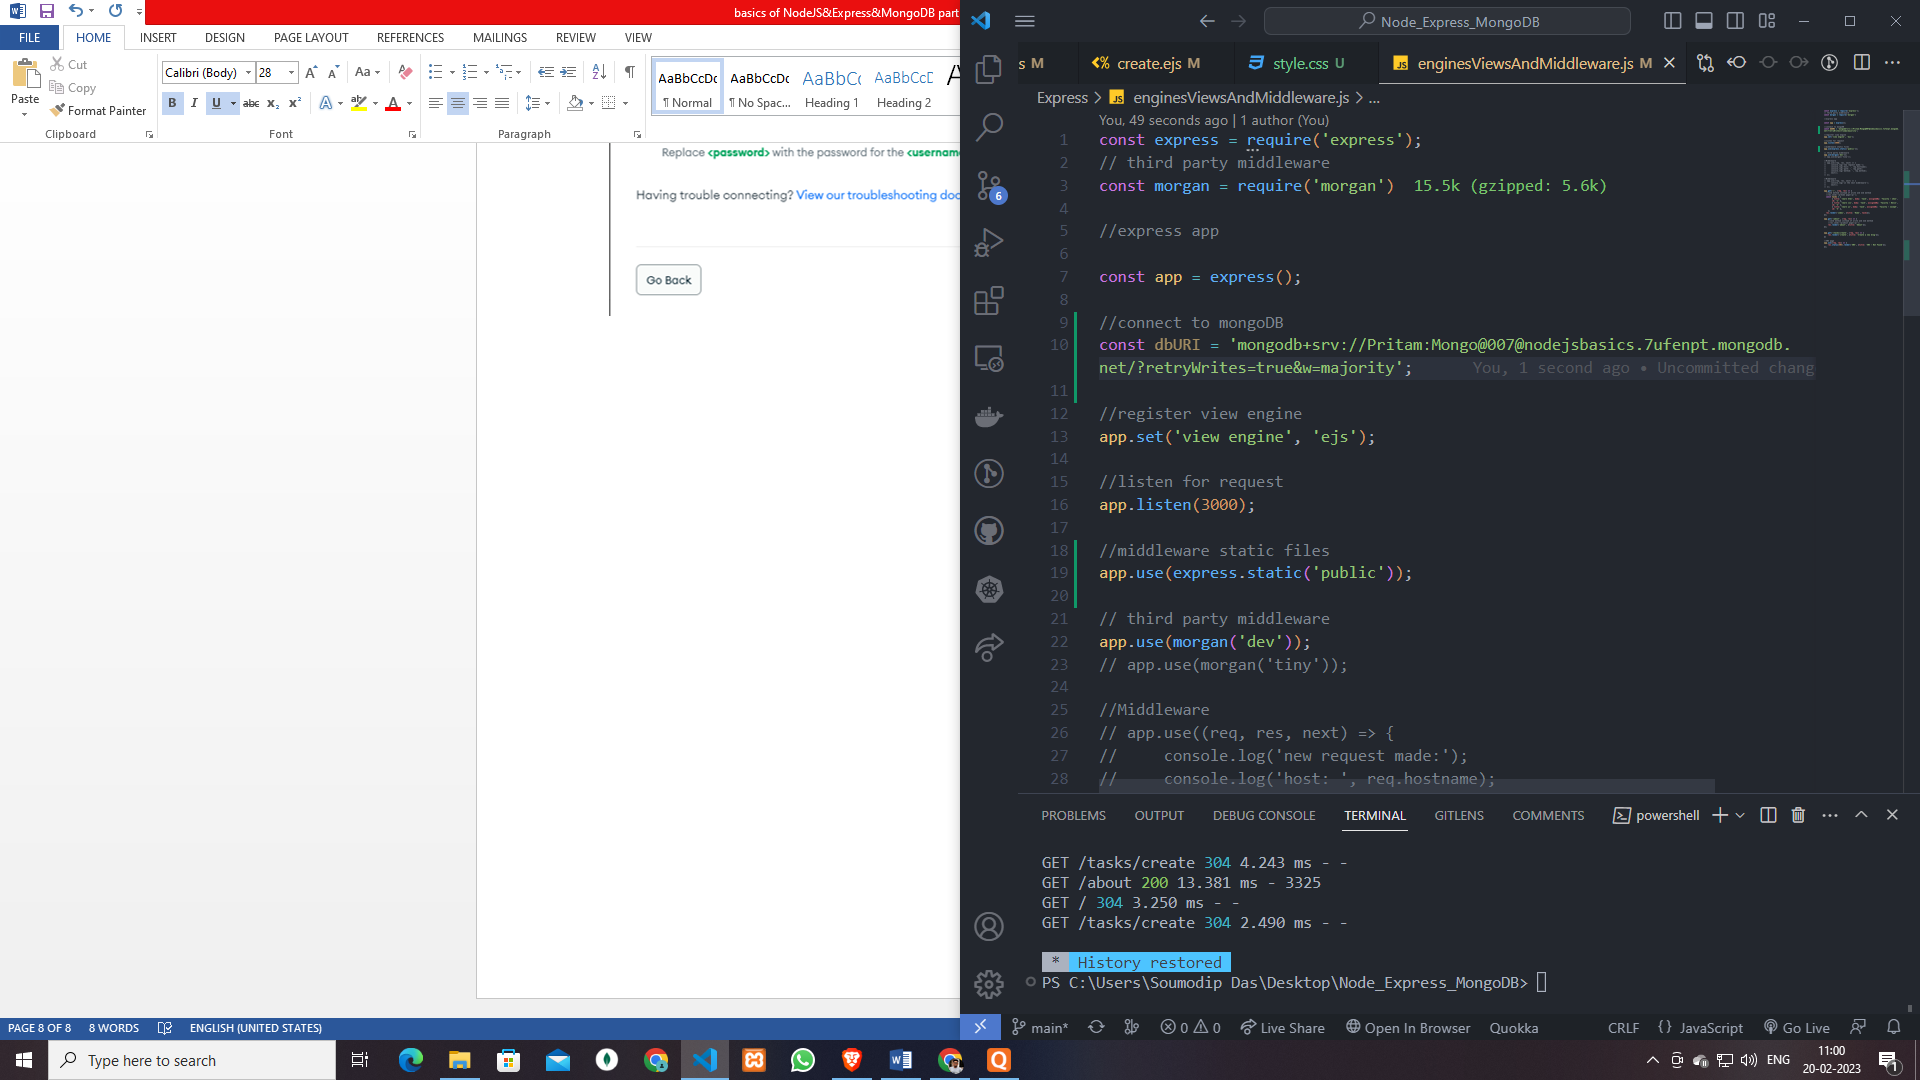 basics of NodeJS&Express&MongoDB part
FILE HOME INSERT DESIGN PAGE LAYOUT REFERENCES MAILINGS REVIEW VIEW
Paste
Cut
Copy
Format Painter
Clipboard
Calibri (Body) 28
Aa
B I U abc x₂ x² A A
Font
Paragraph
AaBbCcDc AaBbCcDc AaBbCc AaBbCcD
¶ Normal ¶ No Spac... Heading 1 Heading 2
Replace <password> with the password for the <username
Having trouble connecting? View our troubleshooting doc
Go Back
PAGE 8 OF 8 8 WORDS ENGLISH (UNITED STATES)
Node_Express_MongoDB
s M create.ejs M style.css U enginesViewsAndMiddleware.js M
Express > JS enginesViewsAndMiddleware.js > ...
You, 49 seconds ago | 1 author (You)
1 const express = require('express');
2 // third party middleware
3 const morgan = require('morgan') 15.5k (gzipped: 5.6k)
4
5 //express app
6
7 const app = express();
8
9 //connect to mongoDB
10 const dbURI = 'mongodb+srv://Pritam:Mongo@007@nodejsbasics.7ufenpt.mongodb.
net/?retryWrites=true&w=majority'; You, 1 second ago • Uncommitted chang
11
12 //register view engine
13 app.set('view engine', 'ejs');
14
15 //listen for request
16 app.listen(3000);
17
18 //middleware static files
19 app.use(express.static('public'));
20
21 // third party middleware
22 app.use(morgan('dev'));
23 // app.use(morgan('tiny'));
24
25 //Middleware
26 // app.use((req, res, next) => {
27 // console.log('new request made:');
28 // console.log('host: ', req.hostname);
6
PROBLEMS OUTPUT DEBUG CONSOLE TERMINAL GITLENS COMMENTS powershell
GET /tasks/create 304 4.243 ms - -
GET /about 200 13.381 ms - 3325
GET / 304 3.250 ms - -
GET /tasks/create 304 2.490 ms - -
* History restored
PS C:\Users\Soumodip Das\Desktop\Node_Express_MongoDB>
main* 0 0 Live Share Open in Browser Quokka CRLF {} JavaScript Go Live
Type here to search
ENG
11:00
20-02-2023
1